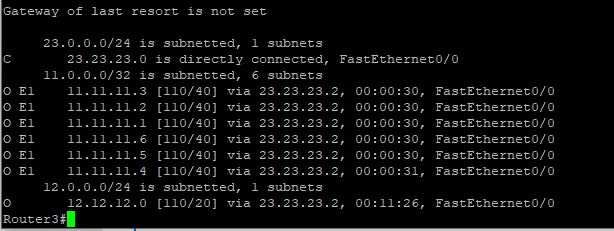 Gateway of last resort is not set
23.0.0.0/24 is subnetted, 1 subnets
C 23.23.23.0 is directly connected, FastEthernet0/0
11.0.0.0/32 is subnetted, 6 subnets
O E1 11.11.11.3 [110/40] via 23.23.23.2, 00:00:30, FastEthernet0/0
O E1 11.11.11.2 [110/40] via 23.23.23.2, 00:00:30, FastEthernet0/0
O E1 11.11.11.1 [110/40] via 23.23.23.2, 00:00:30, FastEthernet0/0
O E1 11.11.11.6 [110/40] via 23.23.23.2, 00:00:30, FastEthernet0/0
O E1 11.11.11.5 [110/40] via 23.23.23.2, 00:00:30, FastEthernet0/0
O E1 11.11.11.4 [110/40] via 23.23.23.2, 00:00:31, FastEthernet0/0
12.0.0.0/24 is subnetted, 1 subnets
O 12.12.12.0 [110/20] via 23.23.23.2, 00:11:26, FastEthernet0/0
Router3#